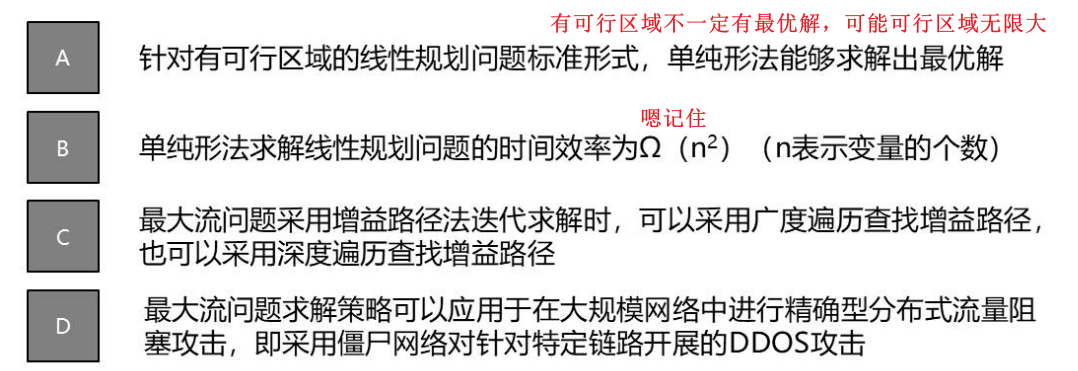 有可行区域不一定有最优解，可能可行区域无限大
A 针对有可行区域的线性规划问题标准形式，单纯形法能够求解出最优解
嗯记住
B 单纯形法求解线性规划问题的时间效率为Ω（n²）（n表示变量的个数）
C 最大流问题采用增益路径法迭代求解时，可以采用广度遍历查找增益路径，
也可以采用深度遍历查找增益路径
D 最大流问题求解策略可以应用于在大规模网络中进行精确型分布式流量阻
塞攻击，即采用僵尸网络对针对特定链路开展的DDOS攻击